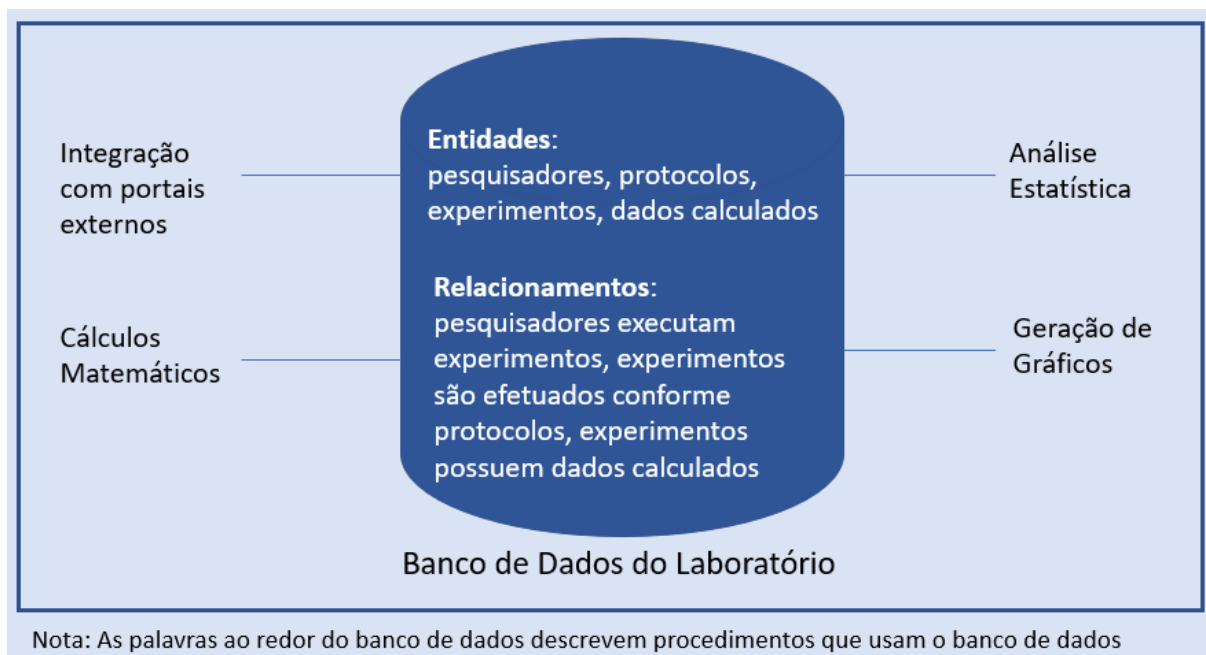 Integração
com portais
externos
Cálculos
Matemáticos
Entidades:
pesquisadores, protocolos,
experimentos, dados calculados
Relacionamentos:
pesquisadores executam
experimentos, experimentos
são efetuados conforme
protocolos, experimentos
possuem dados calculados
Análise
Estatística
Geração de
Gráficos
Banco de Dados do Laboratório
Nota: As palavras ao redor do banco de dados descrevem procedimentos que usam o banco de dados